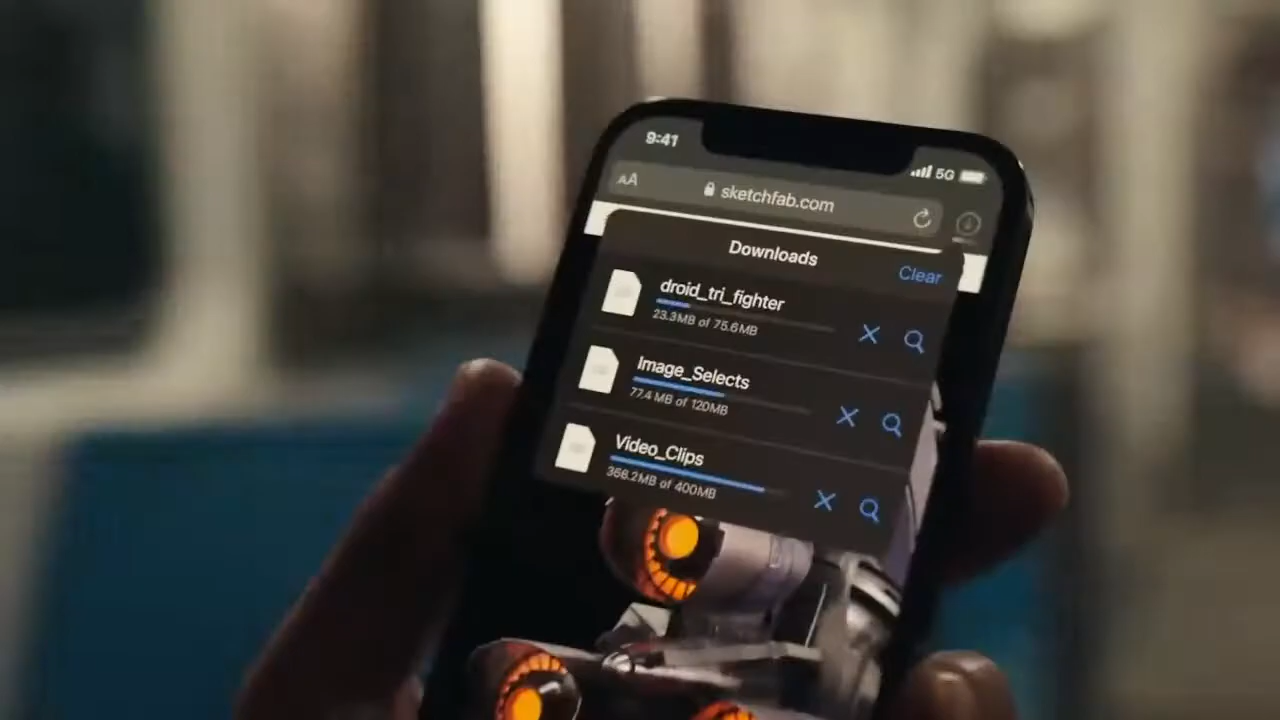 9:41
5G
AA
sketchfab.com
Downloads
Clear
droid_tri_fighter
23.3MB of 75.6MB
Image_Selects
77.4 MB of 120MB
Video_Clips
358.2MB of 400MB